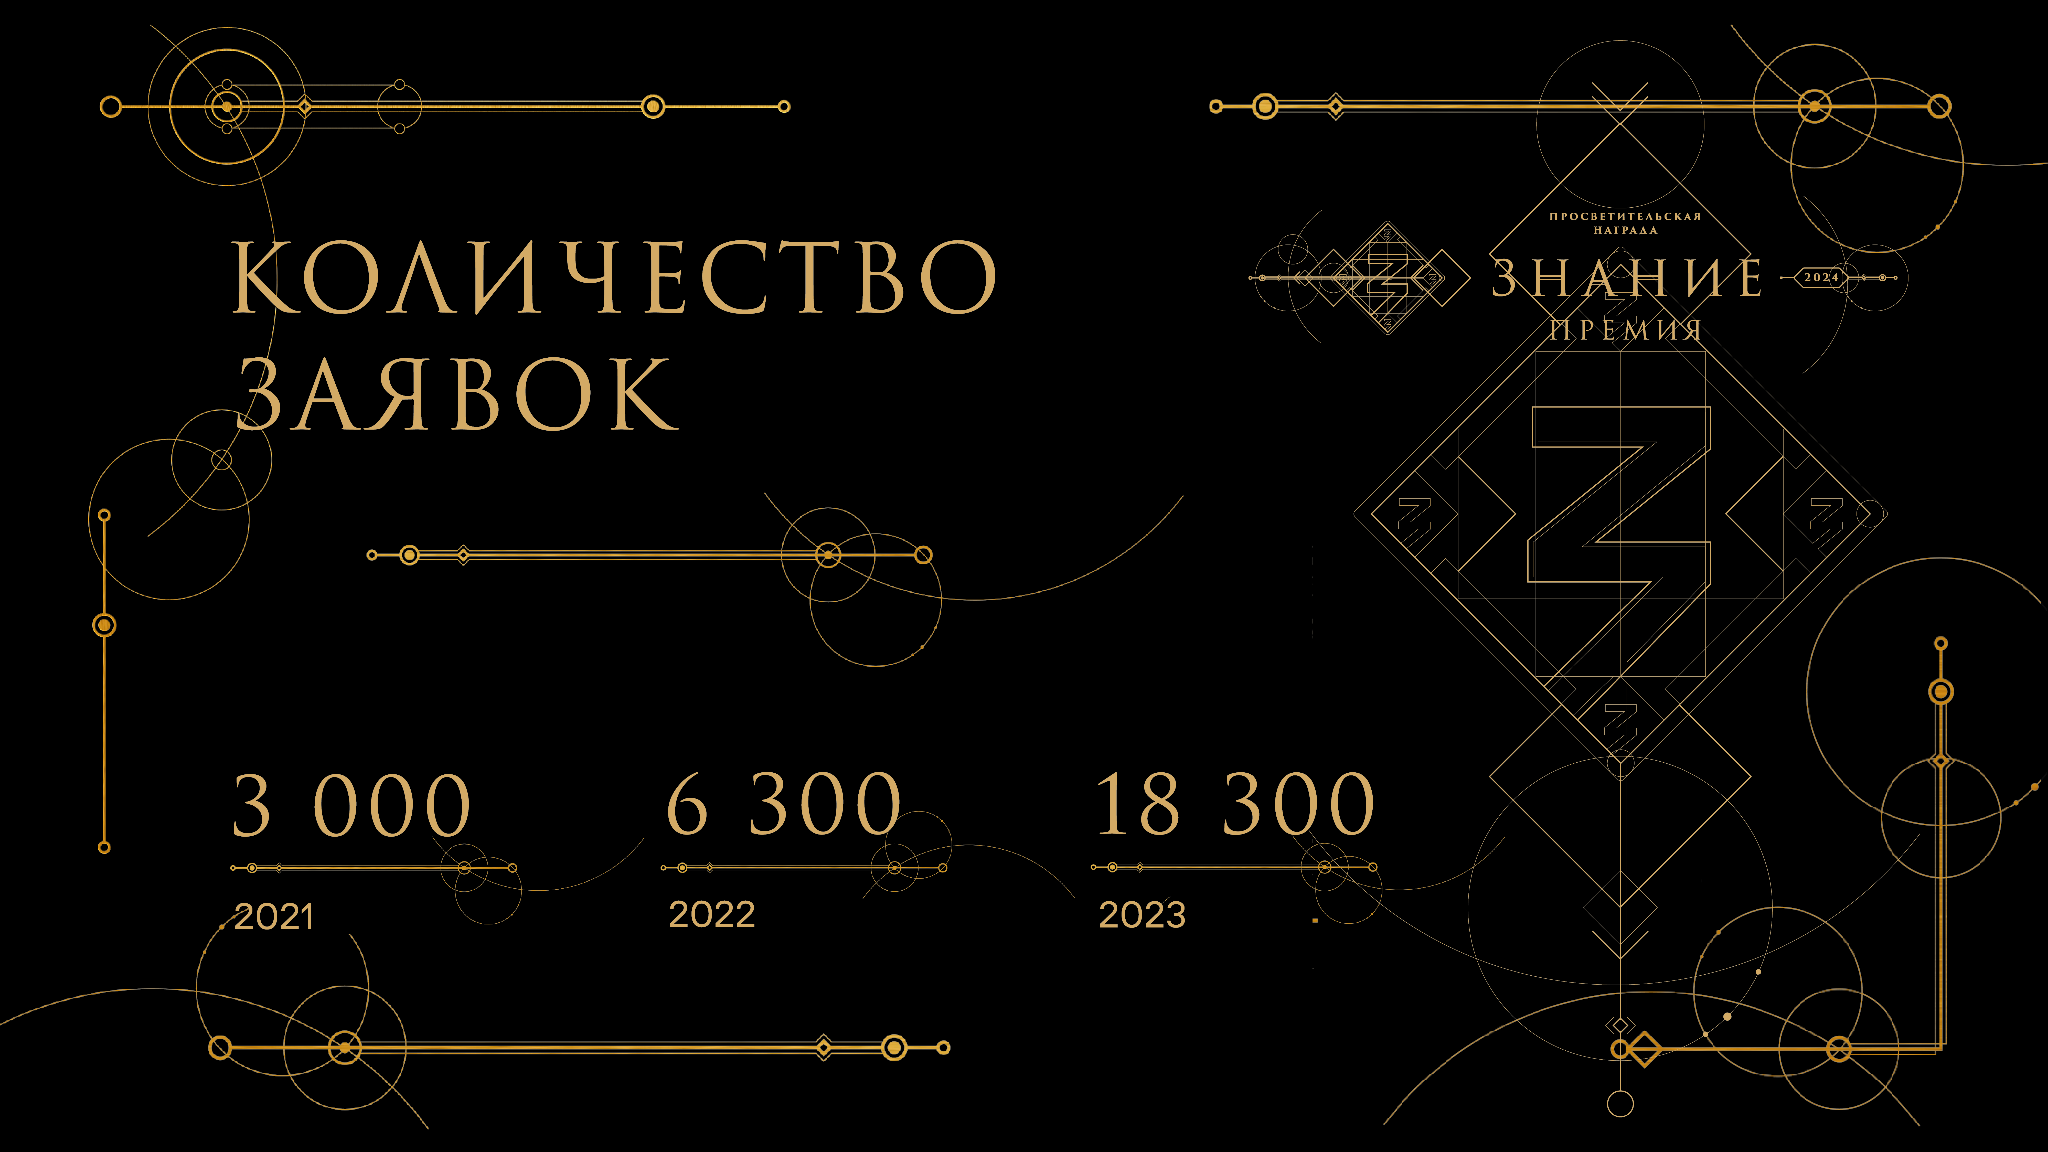 КОЛИЧЕСТВО
ЗАЯВОК
ПРОСВЕТИТЕЛЬСКАЯ
НАГРАДА
ЗНАНИЕ
ПРЕМИЯ
2024
3 000
6 300
18 300
2021
2022
2023